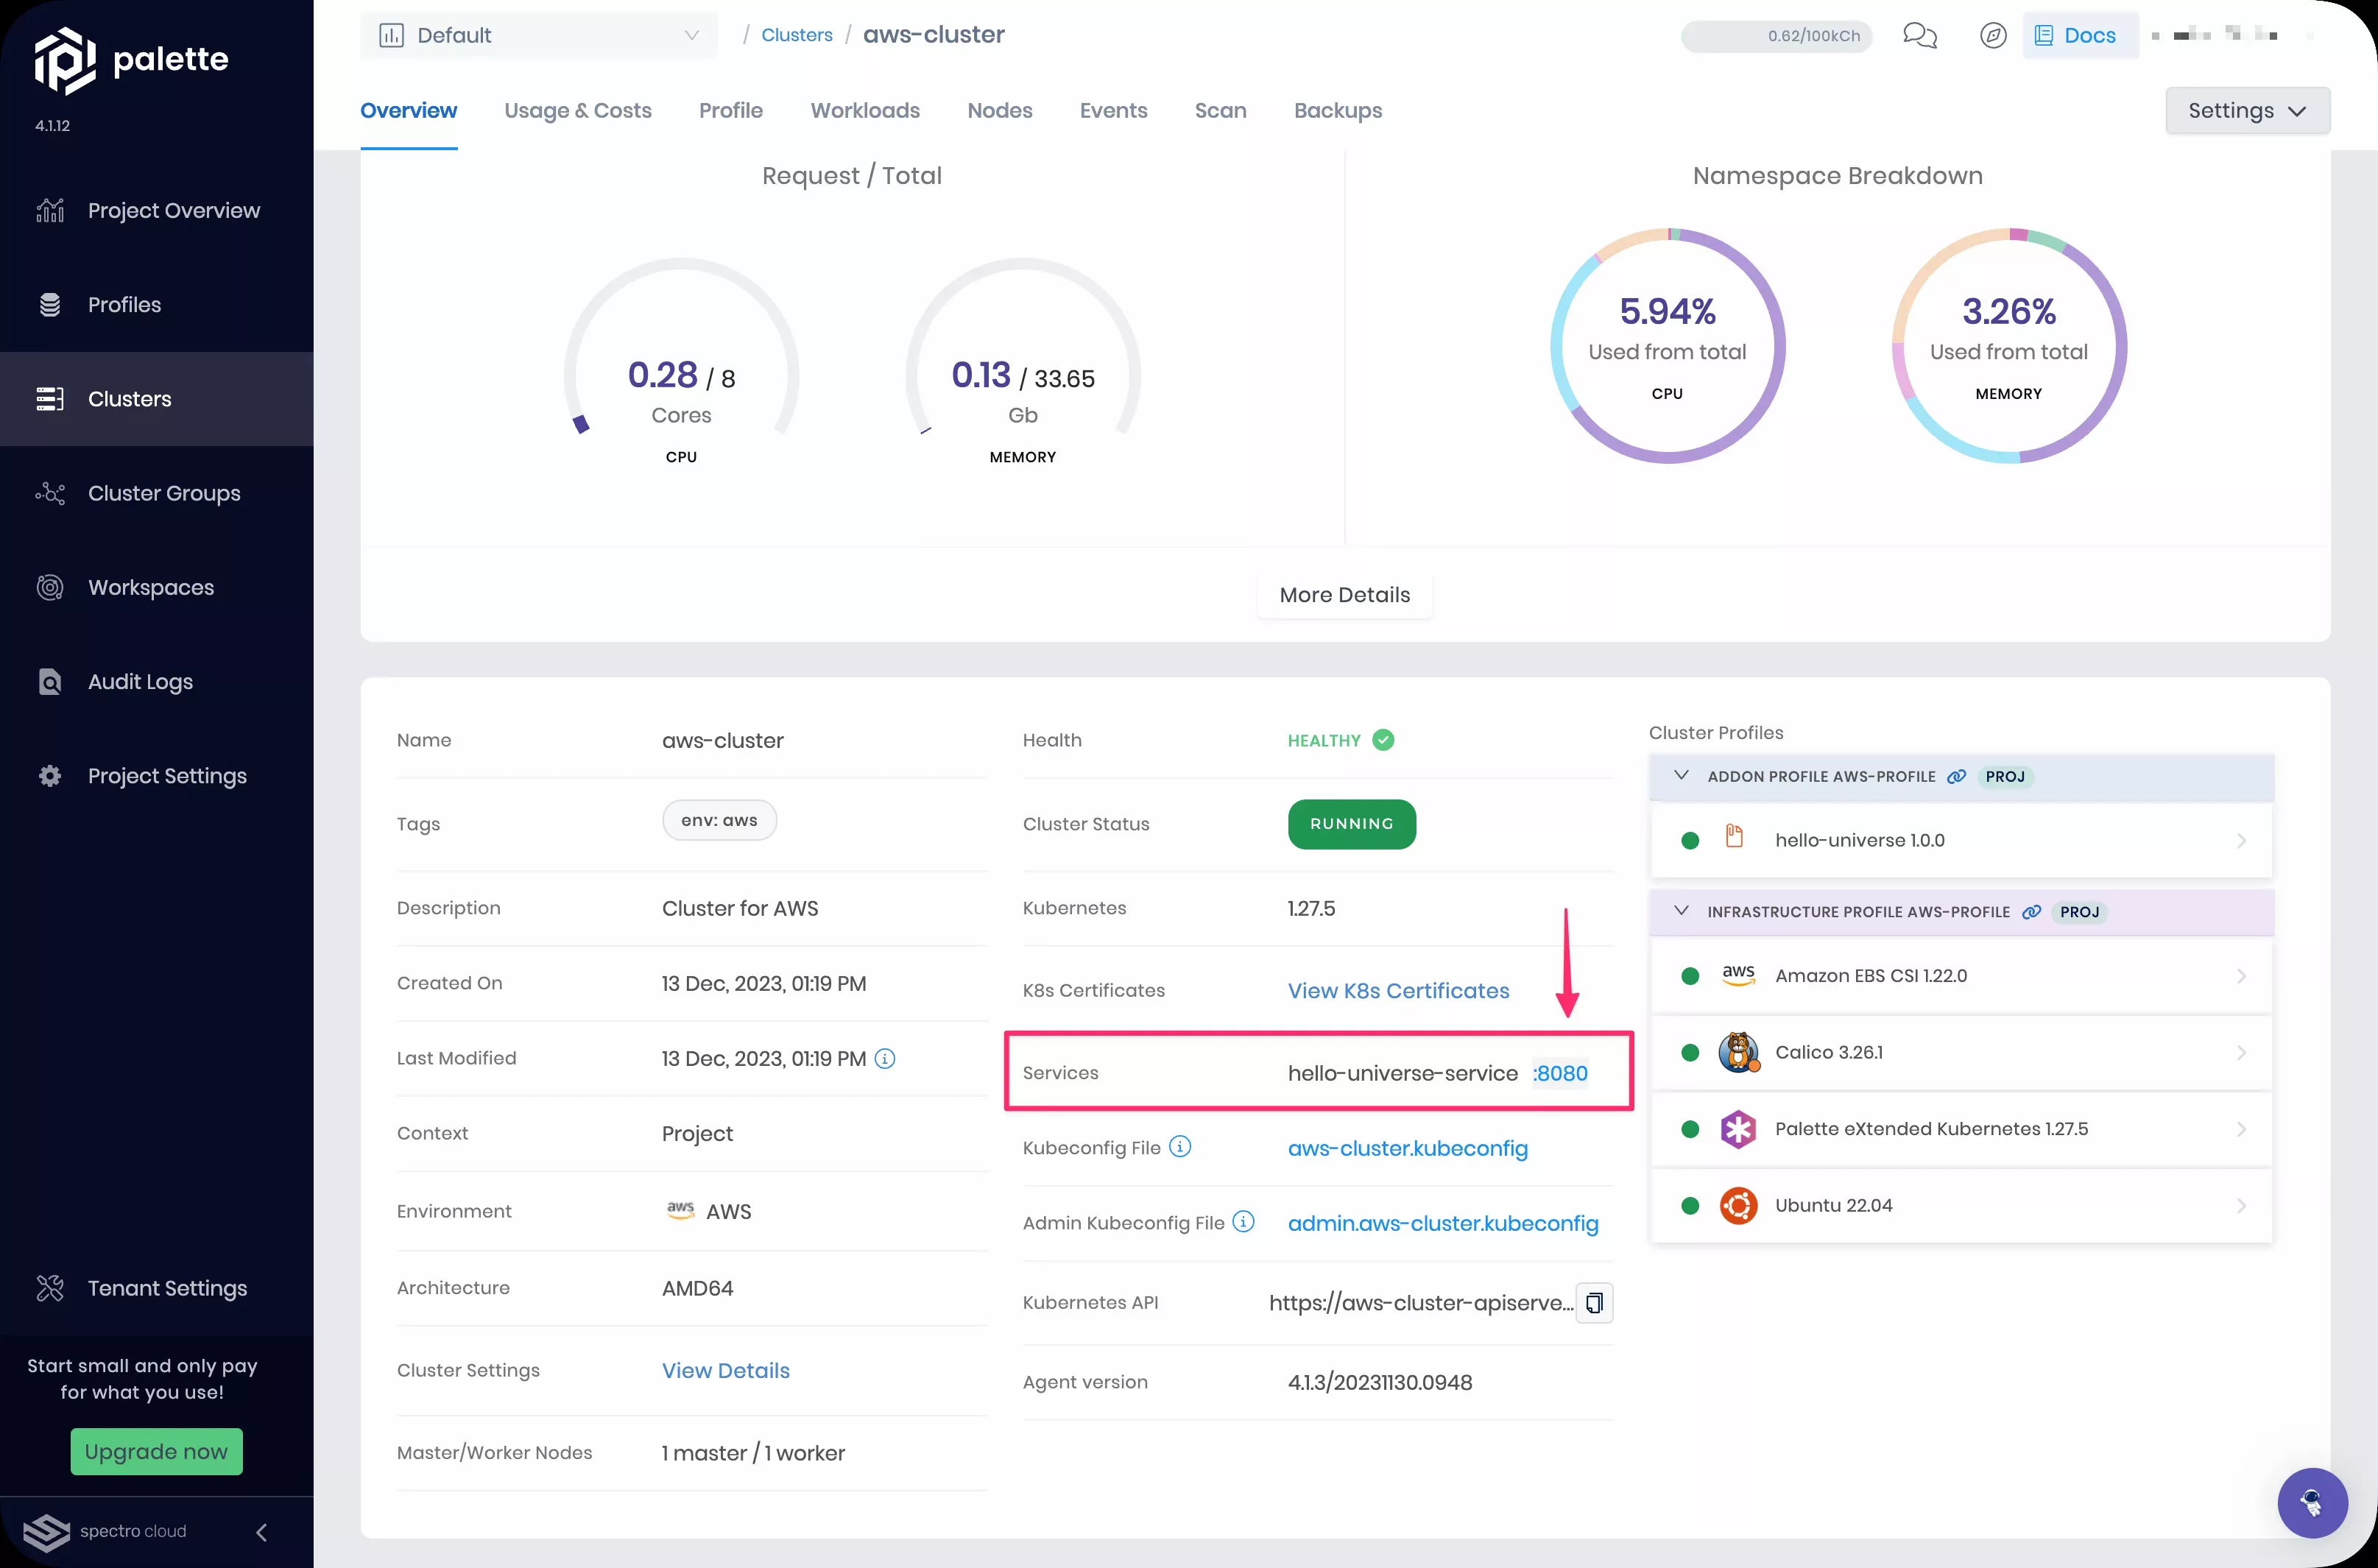 palette
4.1.12
Project Overview
Profiles
Clusters
Cluster Groups
Workspaces
Audit Logs
Project Settings
Tenant Settings
Start small and only pay
for what you use!
Upgrade now
spectro cloud
Default
/ Clusters / aws-cluster
0.62/100kCh
Docs
Overview
Usage & Costs
Profile
Workloads
Nodes
Events
Scan
Backups
Settings
Request / Total
0.28 / 8
Cores
CPU
0.13 / 33.65
Gb
MEMORY
Namespace Breakdown
5.94%
Used from total
CPU
3.26%
Used from total
MEMORY
More Details
Name aws-cluster
Tags env: aws
Description Cluster for AWS
Created On 13 Dec, 2023, 01:19 PM
Last Modified 13 Dec, 2023, 01:19 PM
Context Project
Environment aws AWS
Architecture AMD64
Cluster Settings View Details
Master/Worker Nodes 1 master / 1 worker
Health HEALTHY
Cluster Status RUNNING
Kubernetes 1.27.5
K8s Certificates View K8s Certificates
Services hello-universe-service :8080
Kubeconfig File aws-cluster.kubeconfig
Admin Kubeconfig File admin.aws-cluster.kubeconfig
Kubernetes API https://aws-cluster-apiserve...
Agent version 4.1.3/20231130.0948
Cluster Profiles
ADDON PROFILE AWS-PROFILE PROJ
hello-universe 1.0.0
INFRASTRUCTURE PROFILE AWS-PROFILE PROJ
aws Amazon EBS CSI 1.22.0
Calico 3.26.1
Palette eXtended Kubernetes 1.27.5
Ubuntu 22.04